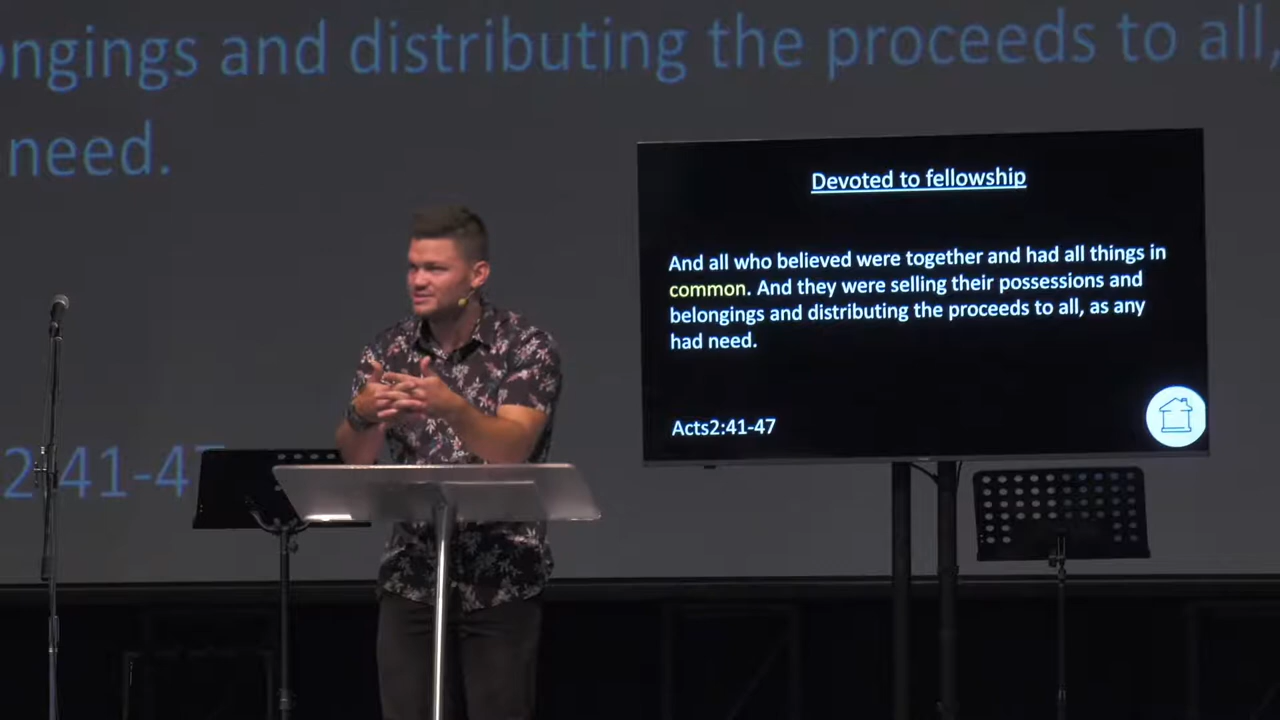 ongings and distributing the proceeds to all,
need.
2:41-47
Devoted to fellowship
And all who believed were together and had all things in
common. And they were selling their possessions and
belongings and distributing the proceeds to all, as any
had need.
Acts2:41-47